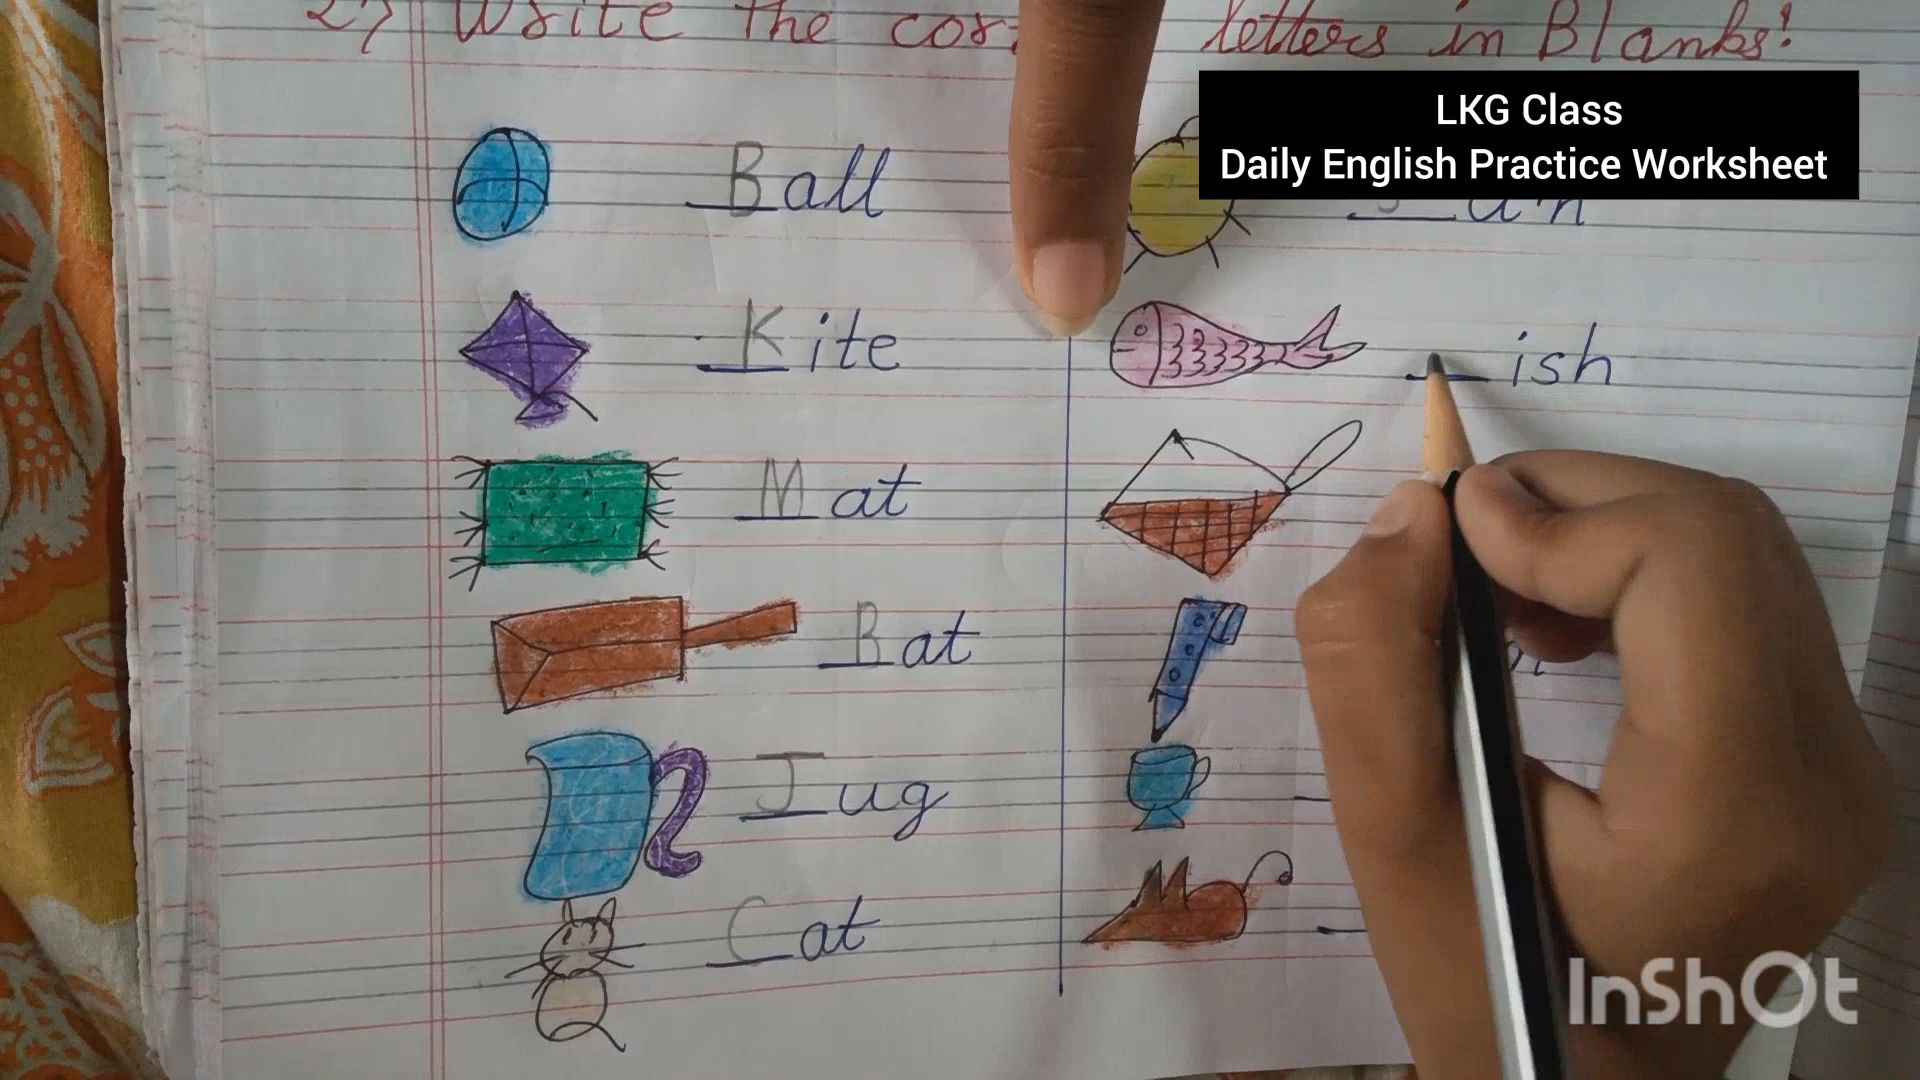 2) Write the letters in Blanks!
LKG Class
Daily English Practice Worksheet
Ball
Kite
ish
Mat
Bat
Jug
Cat
InShOt